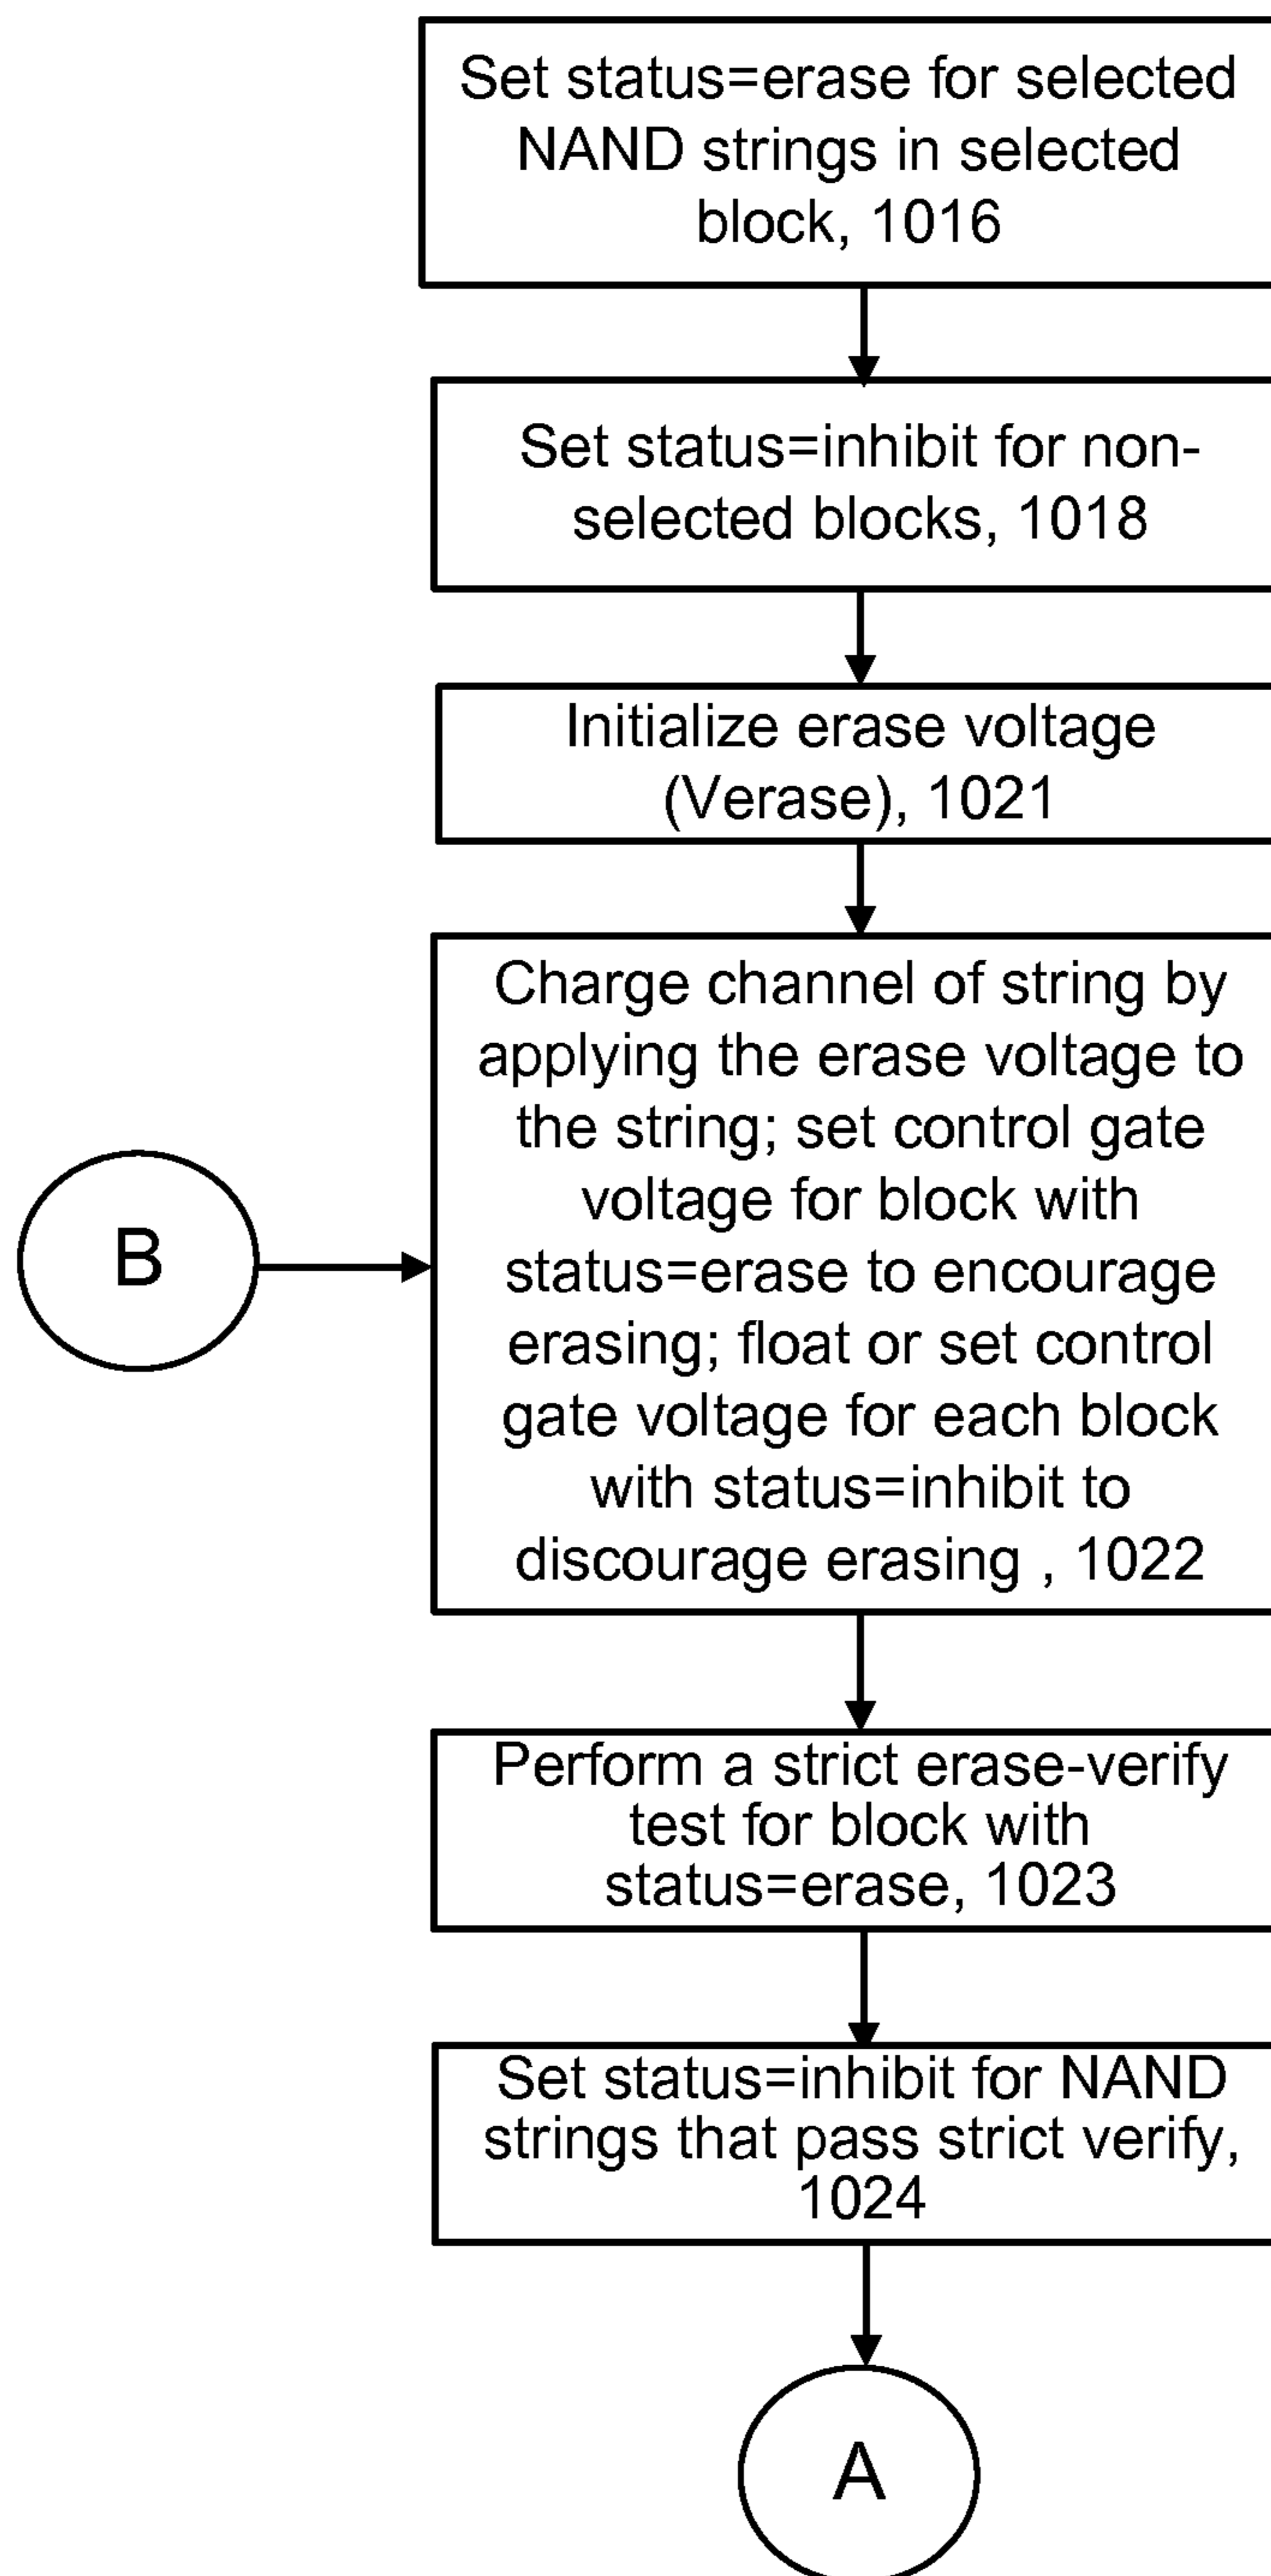 Set status=erase for selected
NAND strings in selected
block, 1016
Set status=inhibit for non-
selected blocks, 1018
Initialize erase voltage
(Verase), 1021
Charge channel of string by
applying the erase voltage to
the string; set control gate
voltage for block with
status=erase to encourage
erasing; float or set control
gate voltage for each block
with status=inhibit to
discourage erasing , 1022
B
Perform a strict erase-verify
test for block with
status=erase, 1023
Set status=inhibit for NAND
strings that pass strict verify,
1024
A